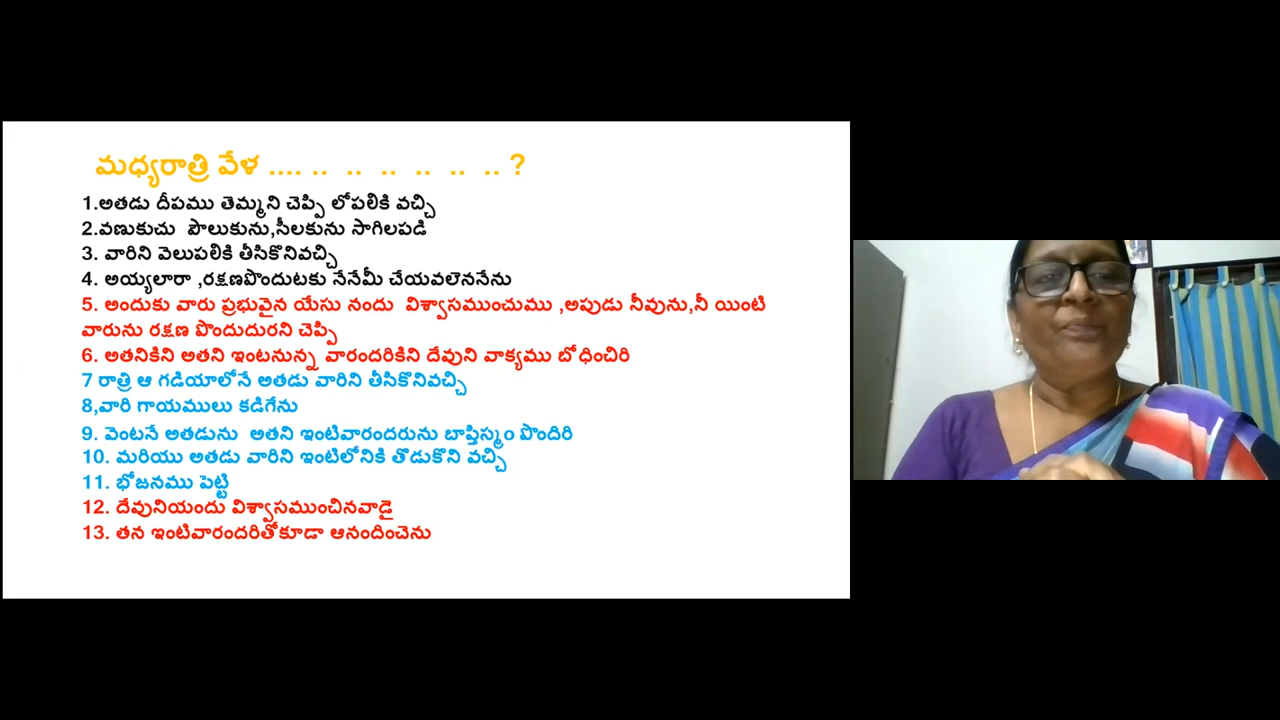 మధ్యరాత్రి వేళ .... .. .. .. .. .. .. ?
1.అతడు దీపము తెమ్మని చెప్పి లోపలికి వచ్చి
2.వణుకుచు పౌలుకును,సీలకును సాగిలపడి
3. వారిని వెలుపలికి తీసికొనివచ్చి
4. అయ్యలారా ,రక్షణపొందుటకు నేనేమీ చేయవలెననేను
5. అందుకు వారు ప్రభువైన యేసు నందు విశ్వాసముంచుము ,అపుడు నీవును,నీ యింటి
వారును రక్షణ పొందుదురని చెప్పి
6. అతనికిని అతని ఇంటనున్న వారందరికిని దేవుని వాక్యము బోధించిరి
7 రాత్రి ఆ గడియాలోనే అతడు వారిని తీసికొనివచ్చి
8,వారి గాయములు కడిగేను
9. వెంటనే అతడును అతని ఇంటివారందరును బాప్తిస్మo పొందిరి
10. మరియు అతడు వారిని ఇంటిలోనికి తోడుకొని వచ్చి
11. భోజనము పెట్టి
12. దేవునియందు విశ్వాసముంచినవాడై
13. తన ఇంటివారందరితోకూడా ఆనందించెను